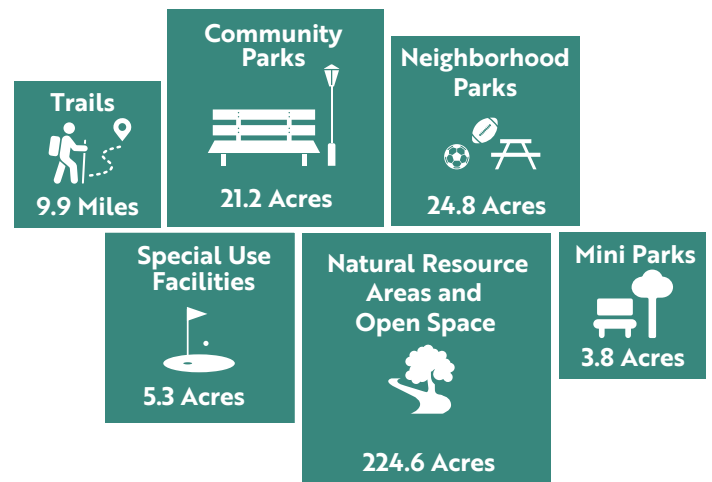 Trails
9.9 Miles
Community
Parks
21.2 Acres
Neighborhood
Parks
24.8 Acres
Special Use
Facilities
5.3 Acres
Natural Resource
Areas and
Open Space
224.6 Acres
Mini Parks
3.8 Acres